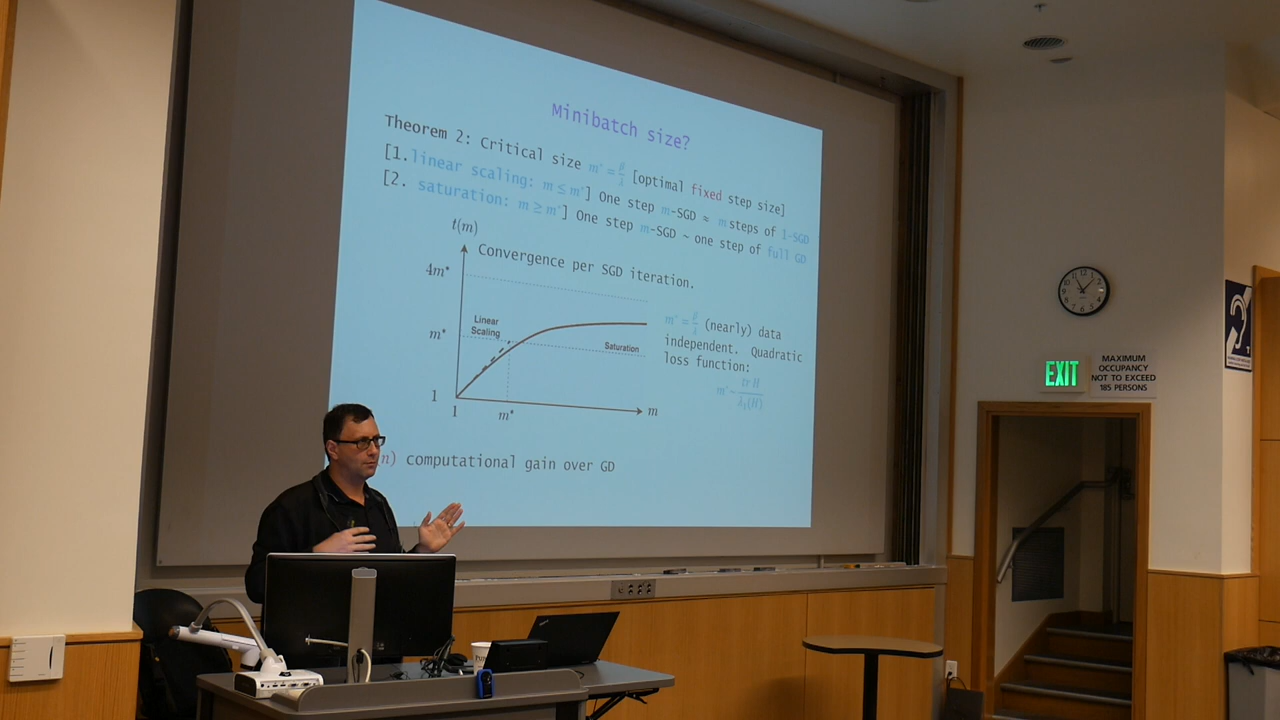 Minibatch size?
Theorem 2: Critical size m* = β/λ [optimal fixed step size]
[1.linear scaling: m ≤ m*] One step m-SGD ≈ m steps of 1-SGD
[2. saturation: m ≥ m*] One step m-SGD ~ one step of full GD
t(m)
Convergence per SGD iteration.
4m*
Linear
Scaling
m*
Saturation
1
1
m*
m
m* = β/λ (nearly) data
independent. Quadratic
loss function:
tr H
λ₁(H)
n) computational gain over GD
EXIT
MAXIMUM
OCCUPANCY
NOT TO EXCEED
185 PERSONS